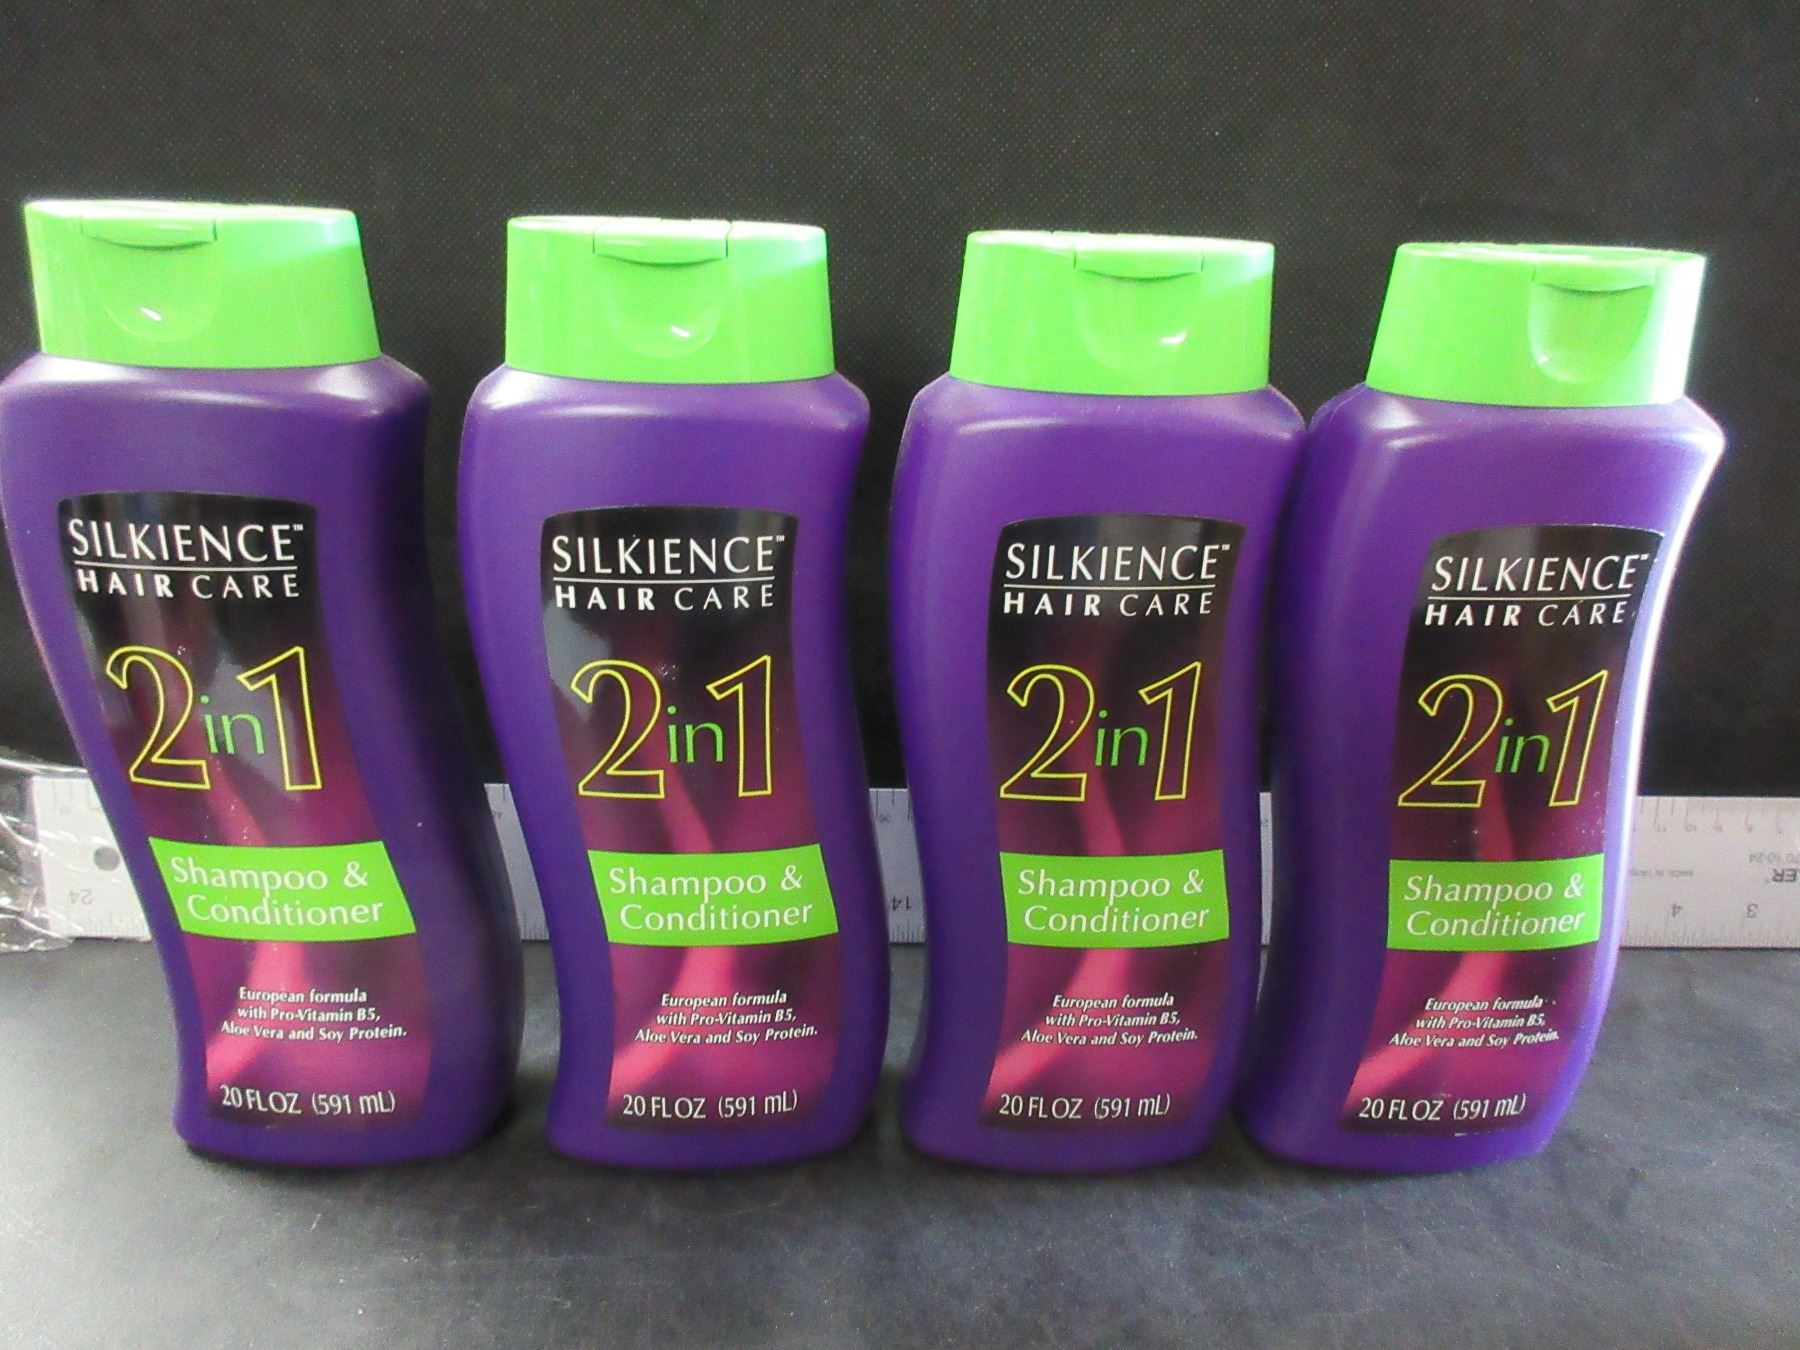 SILKIENCE™
HAIR CARE
2in1
Shampoo &
Conditioner
European formula
with Pro-Vitamin B5,
Aloe Vera and Soy Protein.
20 FL OZ (591 mL)
SILKIENCE™
HAIR CARE
2in1
Shampoo &
Conditioner
European formula
with Pro-Vitamin B5,
Aloe Vera and Soy Protein.
20 FL OZ (591 mL)
SILKIENCE™
HAIR CARE
2in1
Shampoo &
Conditioner
European formula
with Pro-Vitamin B5,
Aloe Vera and Soy Protein.
20 FL OZ (591 mL)
SILKIENCE™
HAIR CARE
2in1
Shampoo &
Conditioner
European formula
with Pro-Vitamin B5,
Aloe Vera and Soy Protein.
20 FL OZ (591 mL)
24
14
4
3